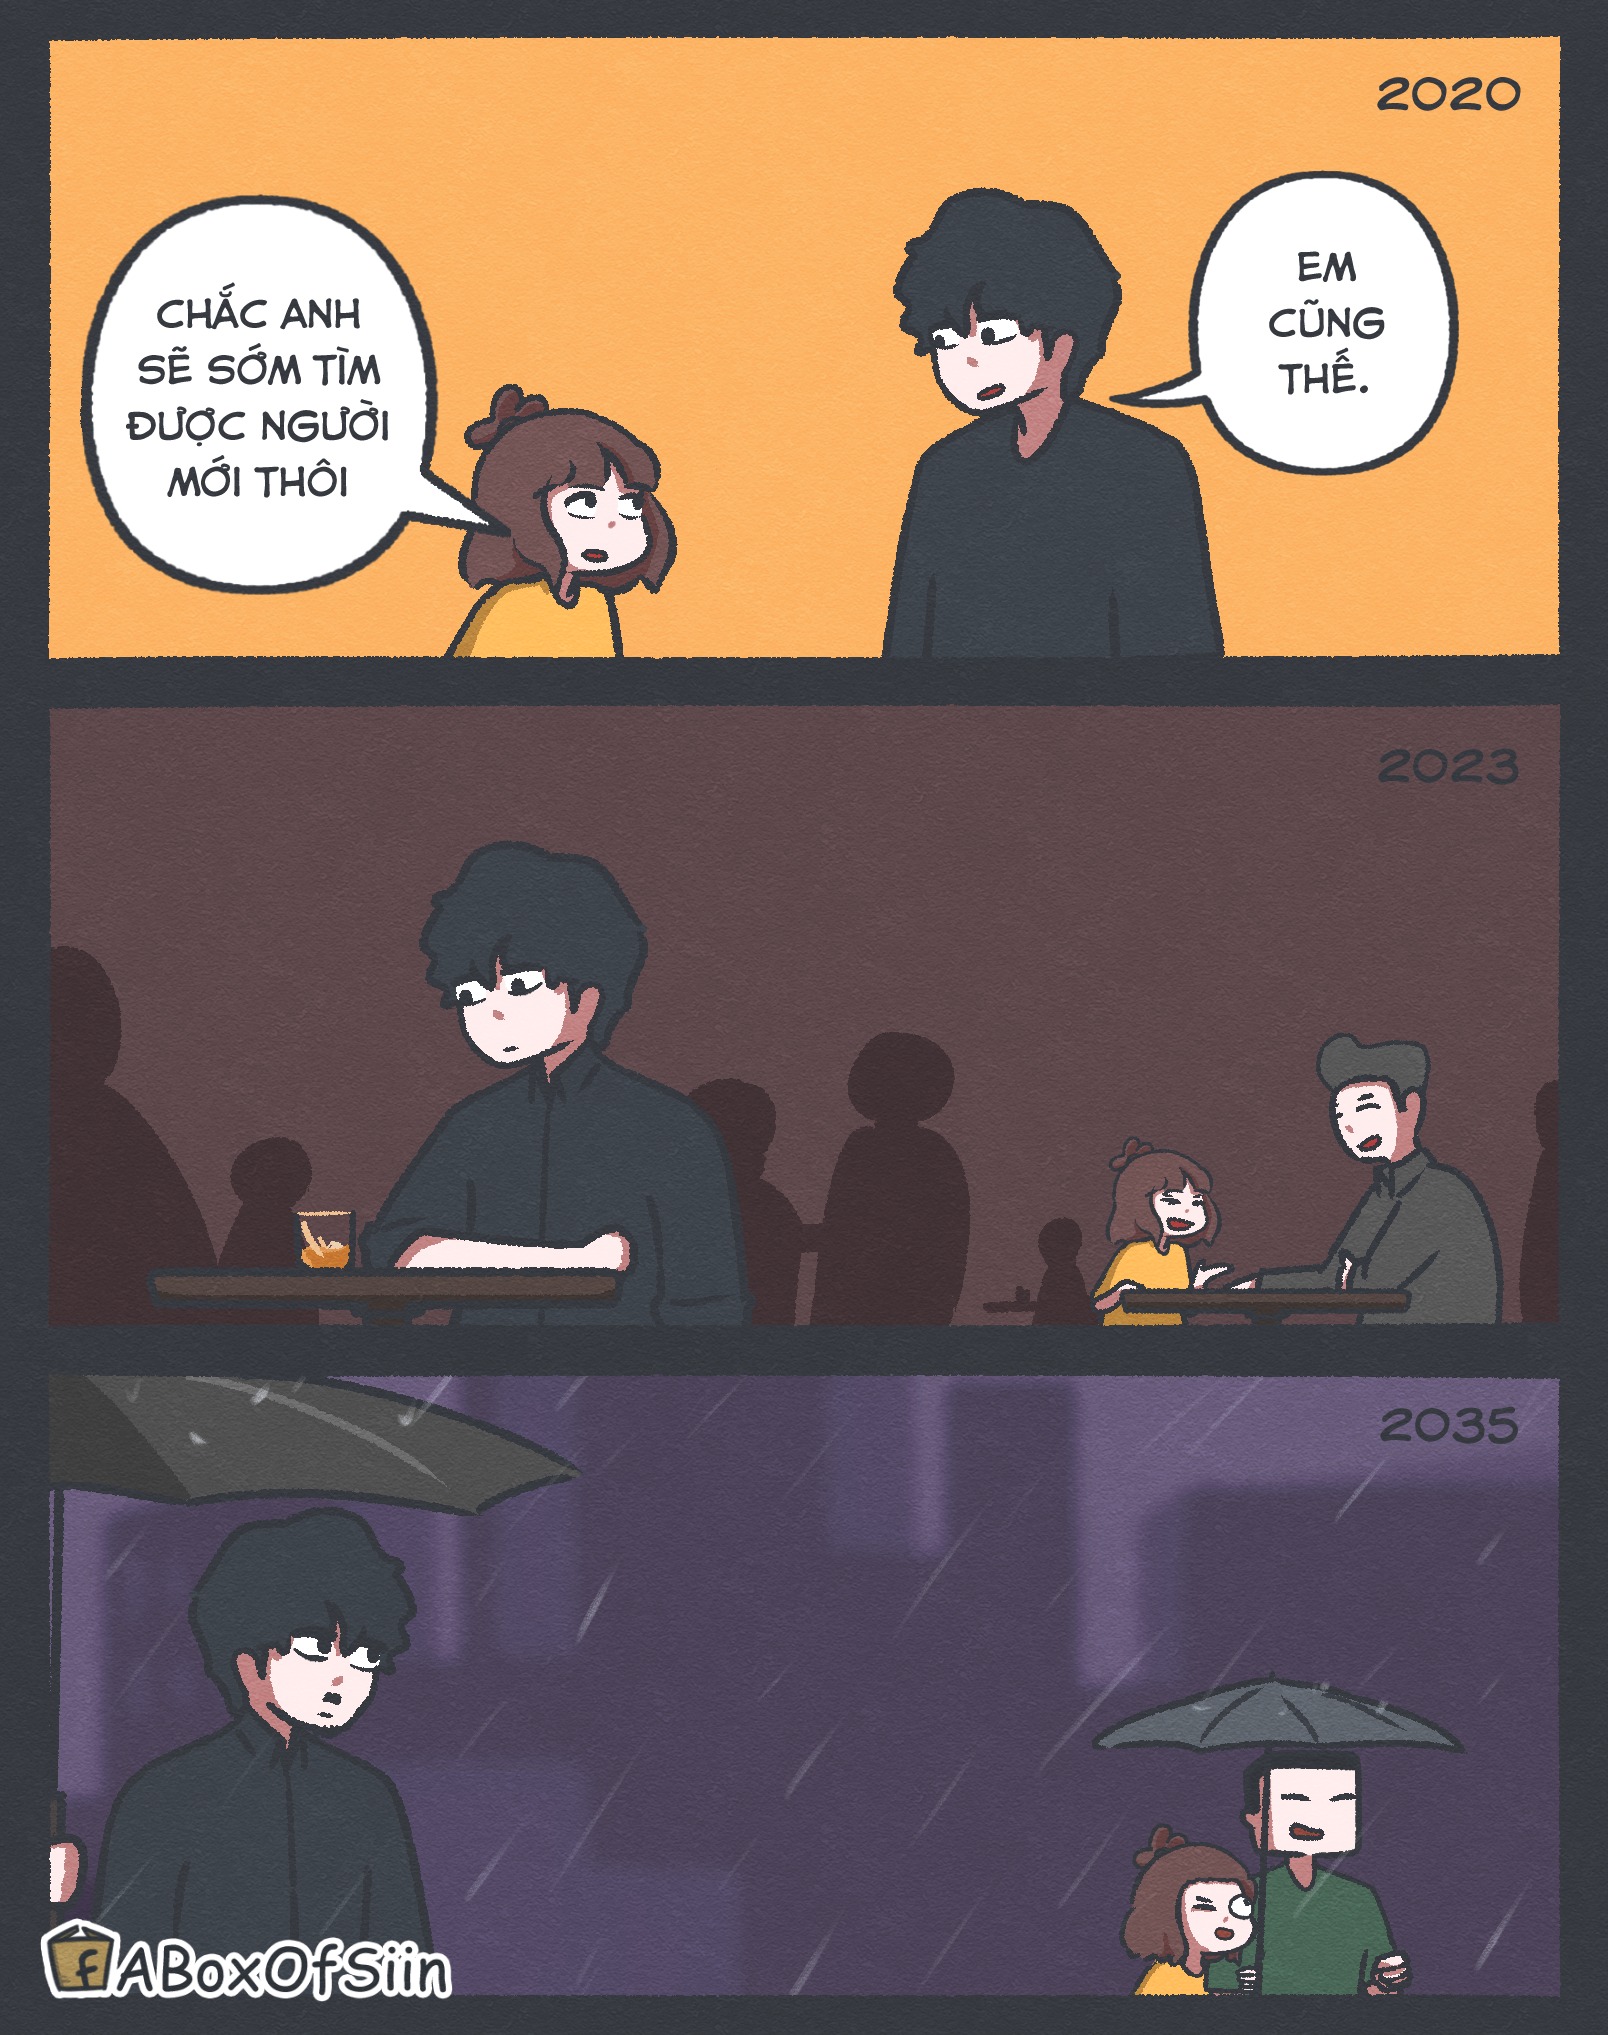 2020
CHẮC ANH
SẼ SỚM TÌM
ĐƯỢC NGƯỜI
MỚI THÔI
EM
CŨNG
THẾ.
2023
2035
f ABoxOfSiin